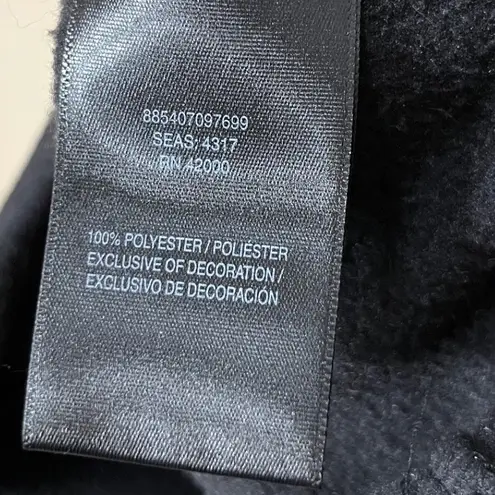 885407097699
SEAS: 4317
RN 42000
100% POLYESTER / POLIÉSTER
EXCLUSIVE OF DECORATION /
EXCLUSIVO DE DECORACIÓN